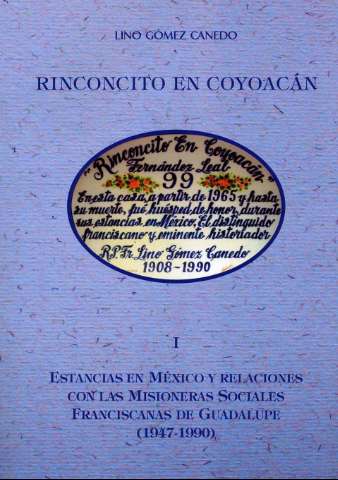 LINO GÓMEZ CANEDO
RINCONCITO EN COYOACÁN
"Rinconcito En Coyoacán"
Fernández Leal
99
En esta casa, a partir de 1965 y hasta
su muerte, fué huésped de honor, durante
sus estancias en México, El distinguido
franciscano y eminente historiador
R.P. Fr. Lino Gómez Canedo
1908-1990
I
ESTANCIAS EN MÉXICO Y RELACIONES
CON LAS MISIONERAS SOCIALES
FRANCISCANAS DE GUADALUPE
(1947-1990)